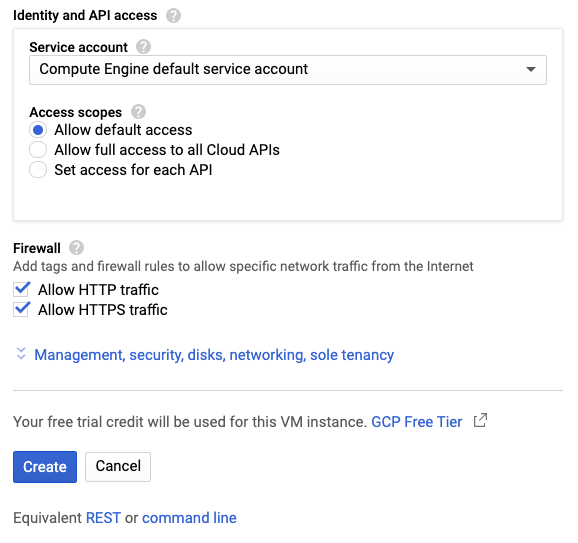 Identity and API access ?
Service account ?
Compute Engine default service account
Access scopes ?
Allow default access
Allow full access to all Cloud APIs
Set access for each API
Firewall ?
Add tags and firewall rules to allow specific network traffic from the Internet
Allow HTTP traffic
Allow HTTPS traffic
Management, security, disks, networking, sole tenancy
Your free trial credit will be used for this VM instance. GCP Free Tier
Create Cancel
Equivalent REST or command line